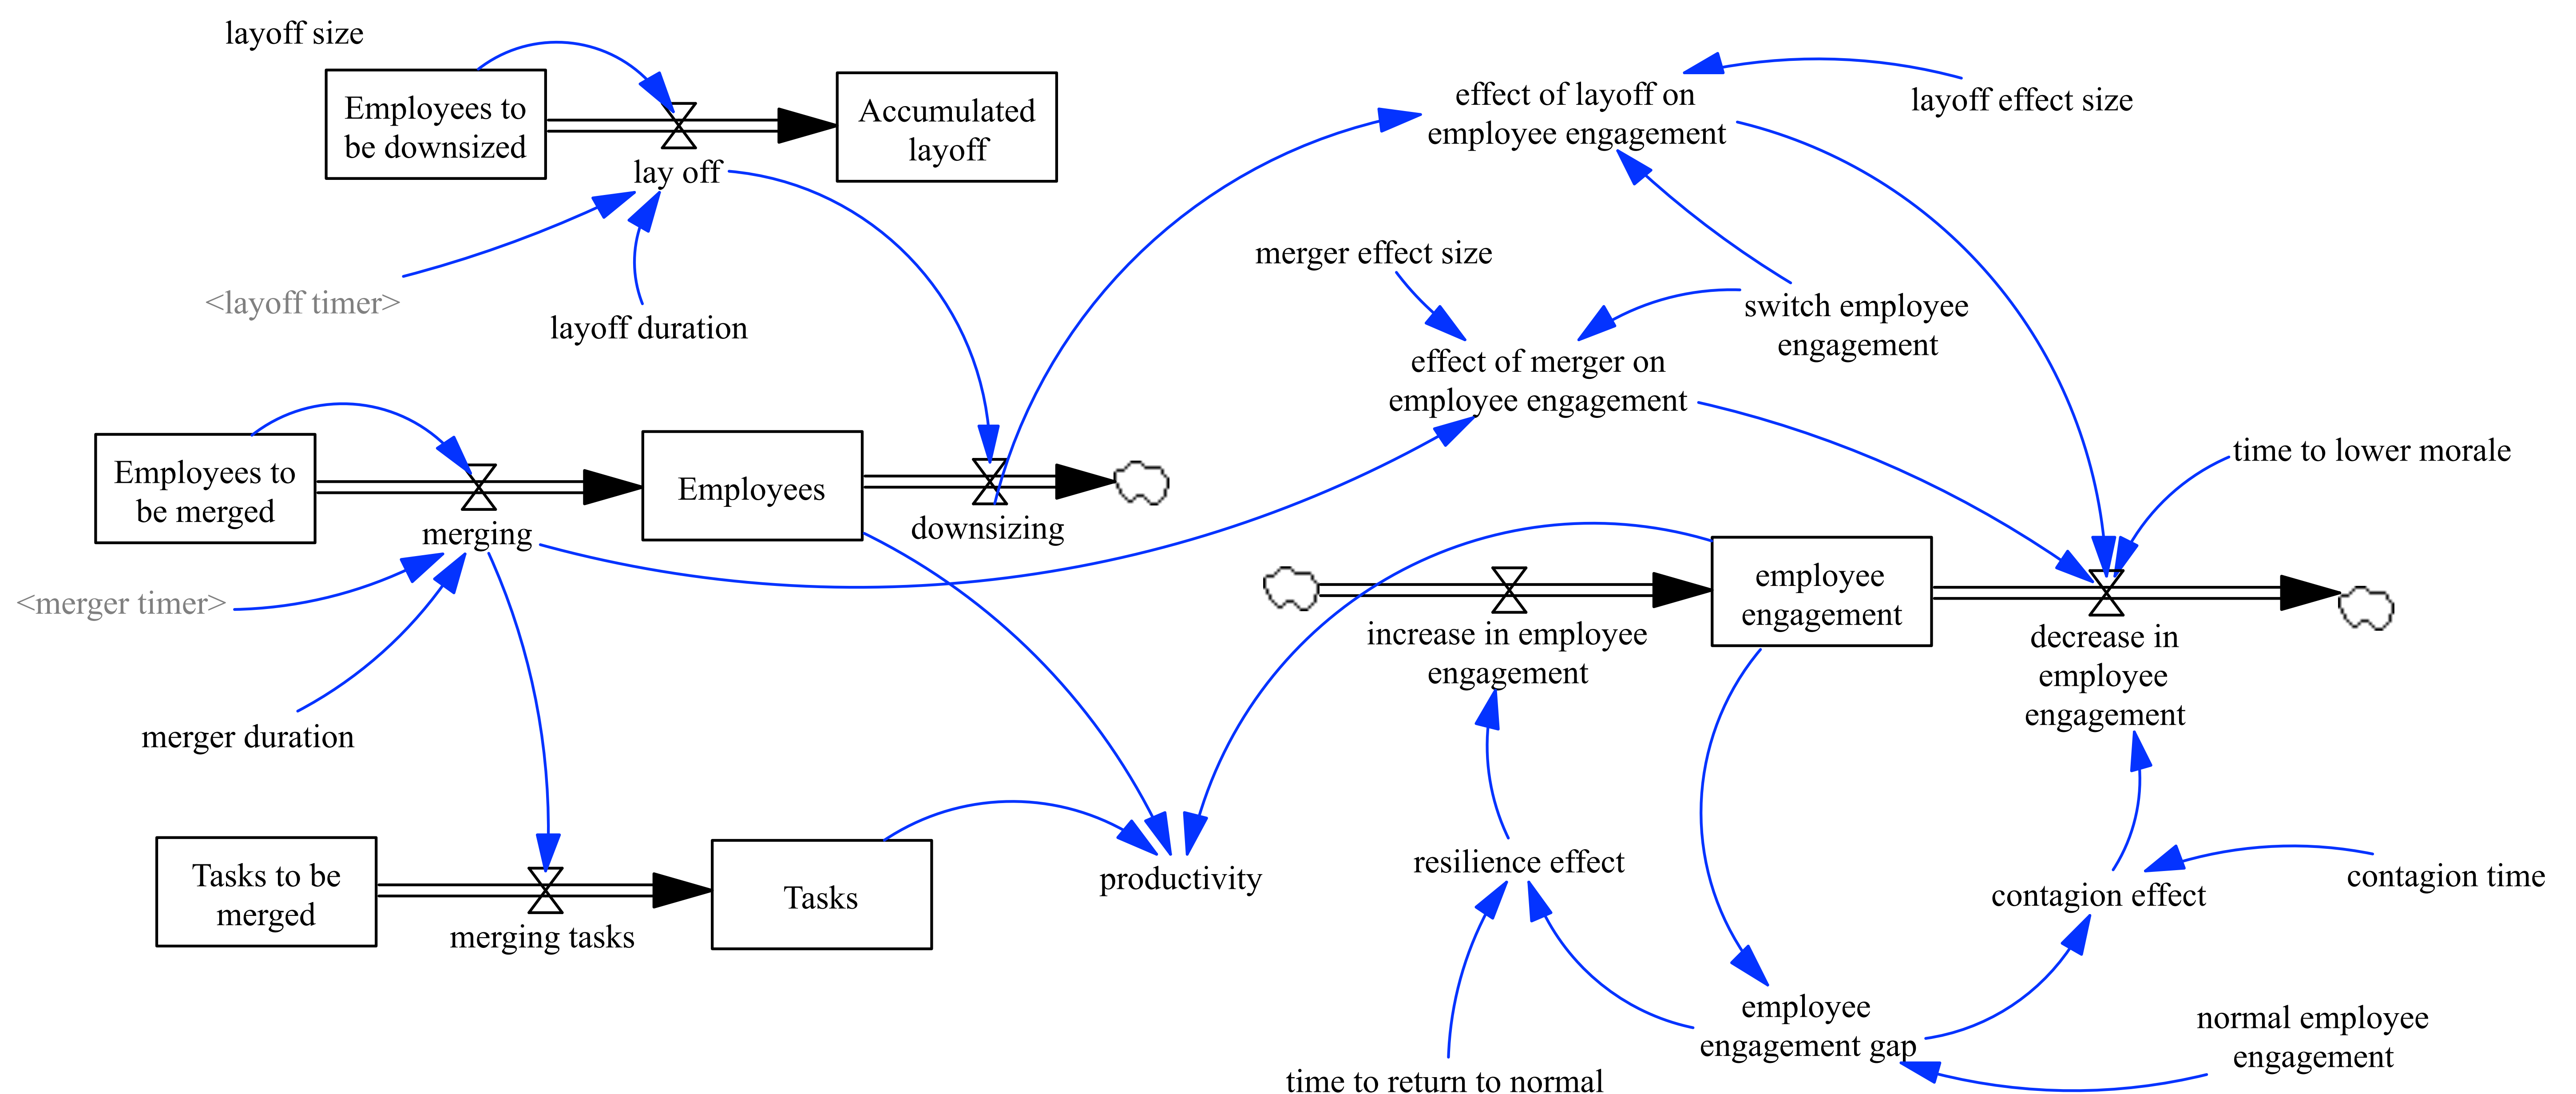 layoff size
Employees to
be downsized
Accumulated
layoff
lay off
<layoff timer>
layoff duration
effect of layoff on
employee engagement
layoff effect size
merger effect size
switch employee
engagement
effect of merger on
employee engagement
time to lower morale
Employees to
be merged
merging
Employees
downsizing
<merger timer>
merger duration
increase in employee
engagement
employee
engagement
decrease in
employee
engagement
Tasks to be
merged
merging tasks
Tasks
productivity
resilience effect
contagion effect
contagion time
employee
engagement gap
normal employee
engagement
time to return to normal